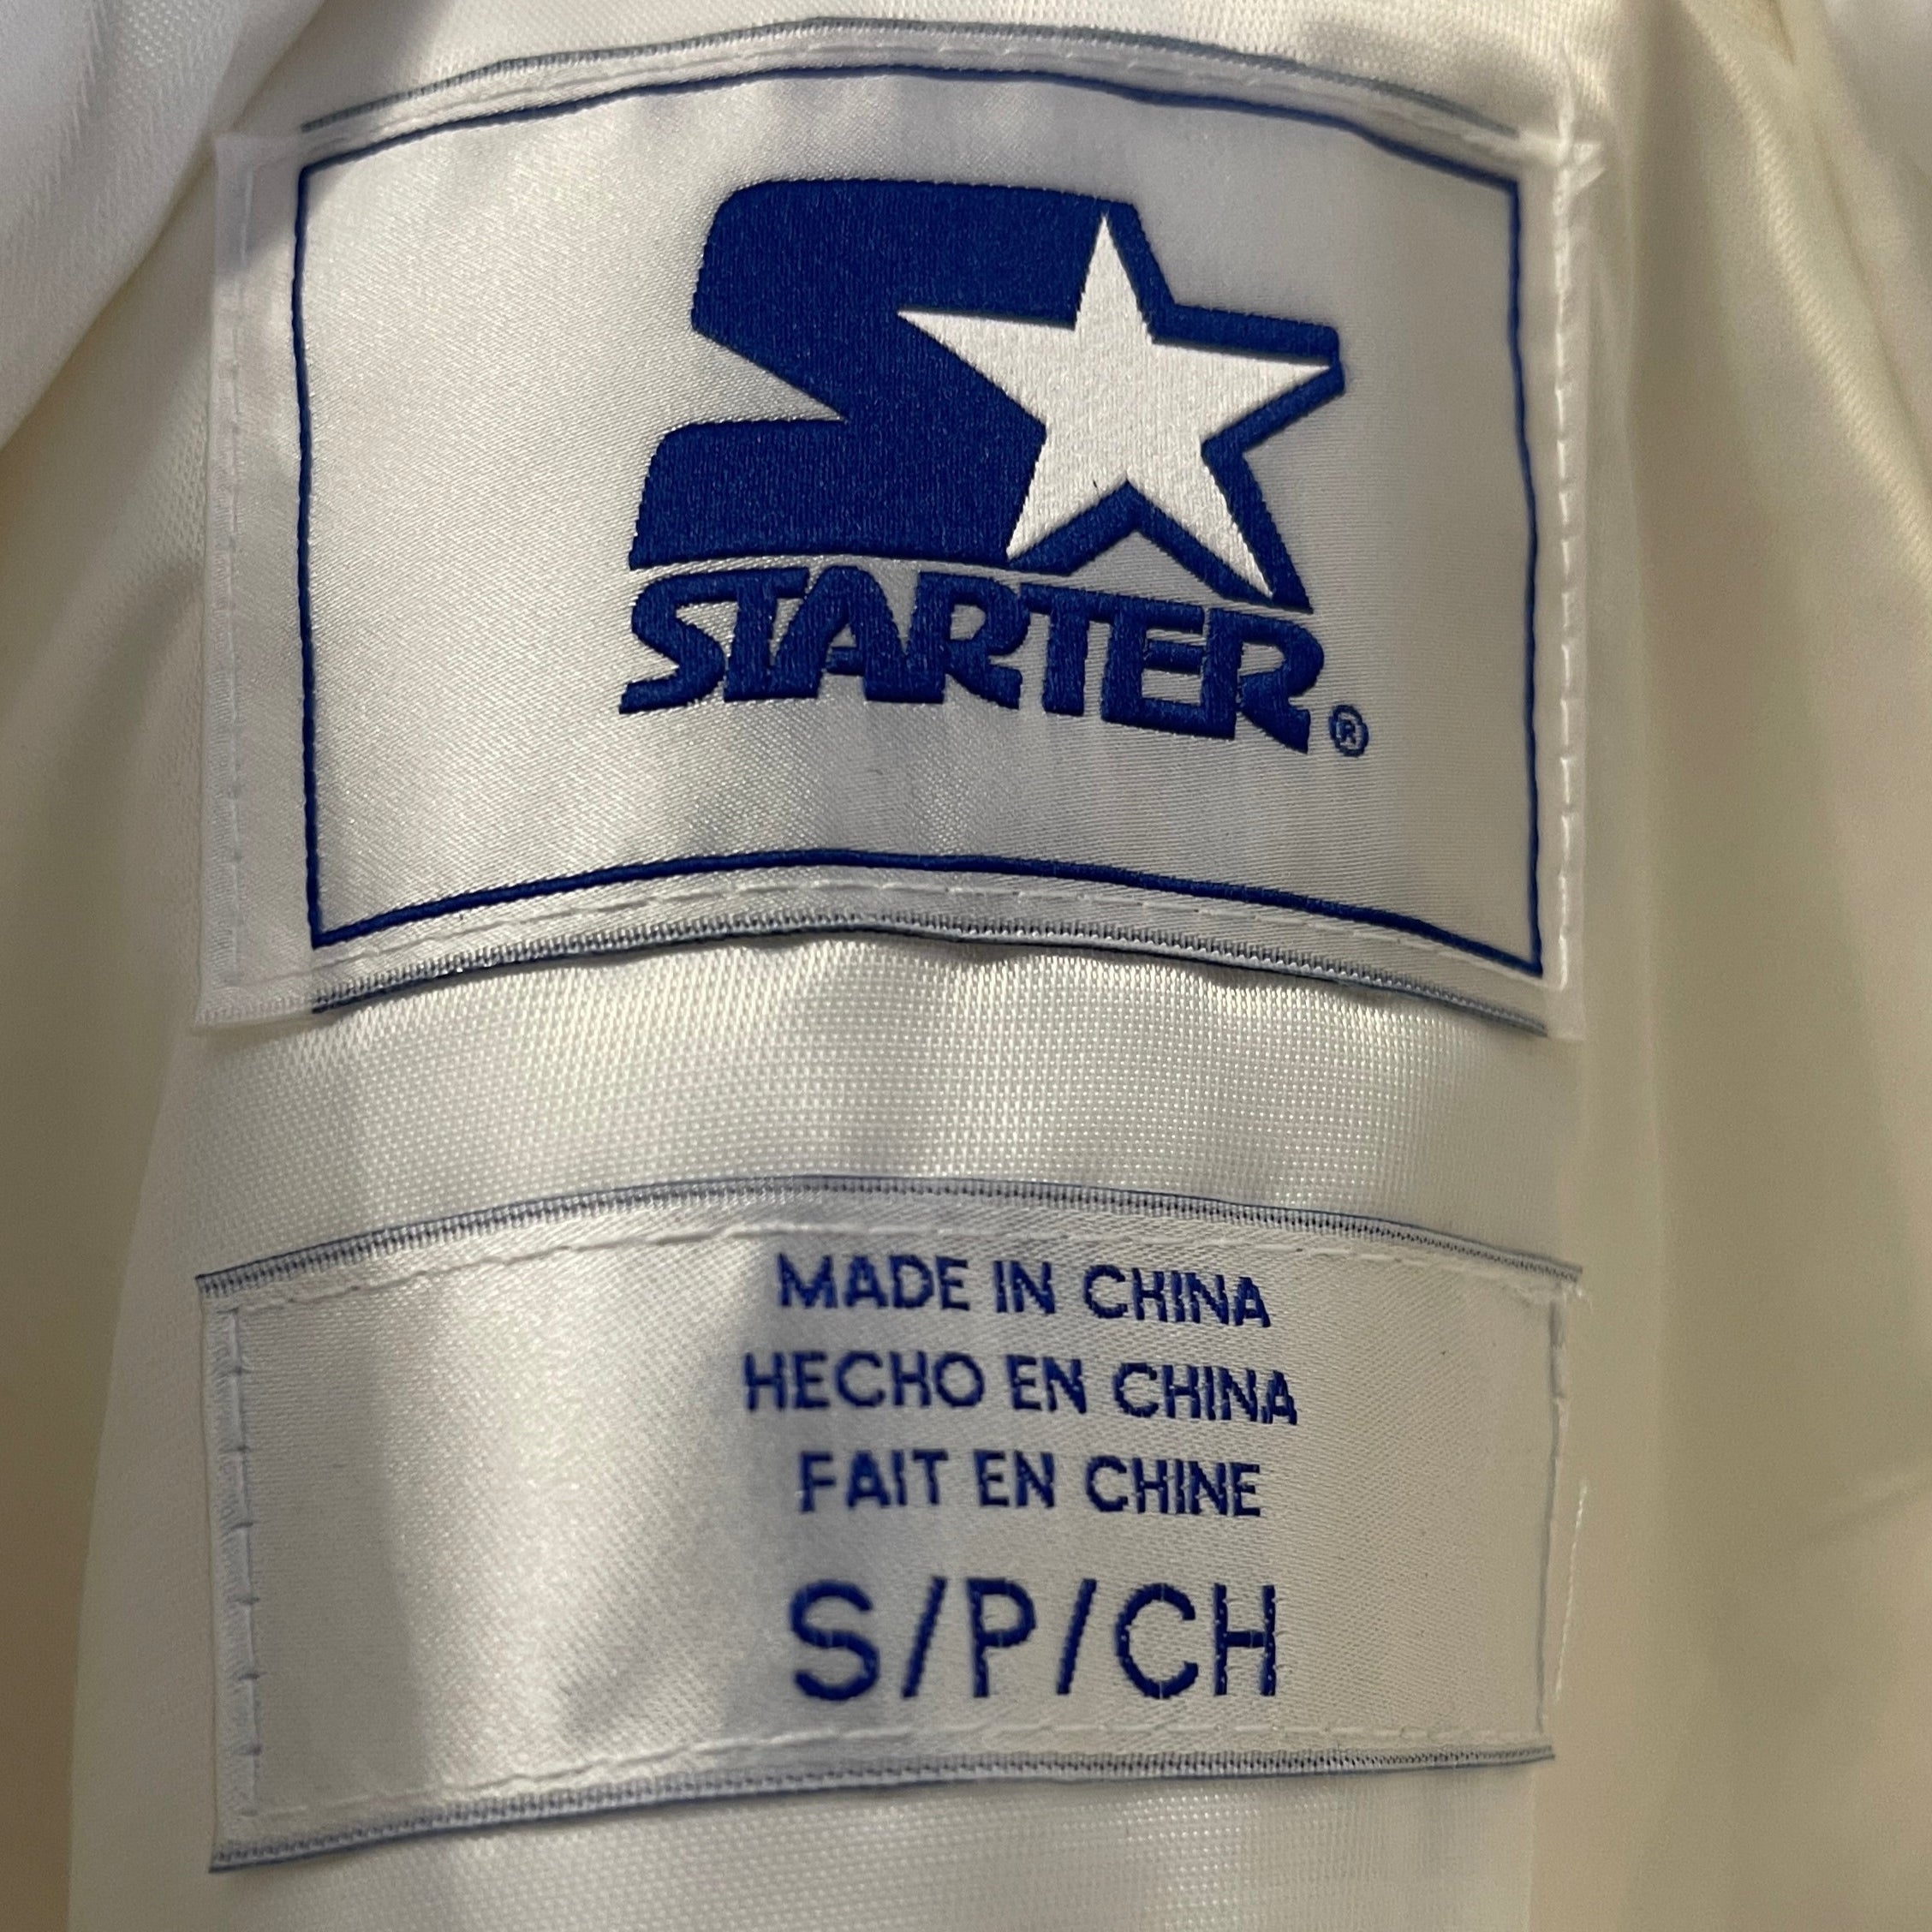 STARTER®
MADE IN CHINA
HECHO EN CHINA
FAIT EN CHINE
S/P/CH